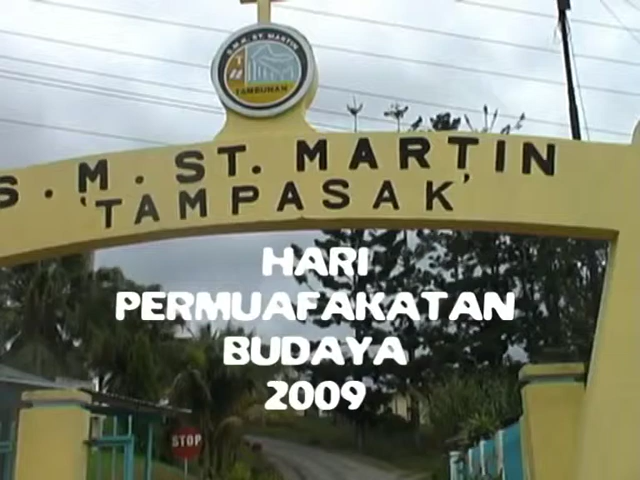 S.M.K. ST. MARTIN
TAMBUNAN
S.M. ST. MARTIN
'TAMPASAK'
HARI
PERMUAFAKATAN
BUDAYA
2009
STOP